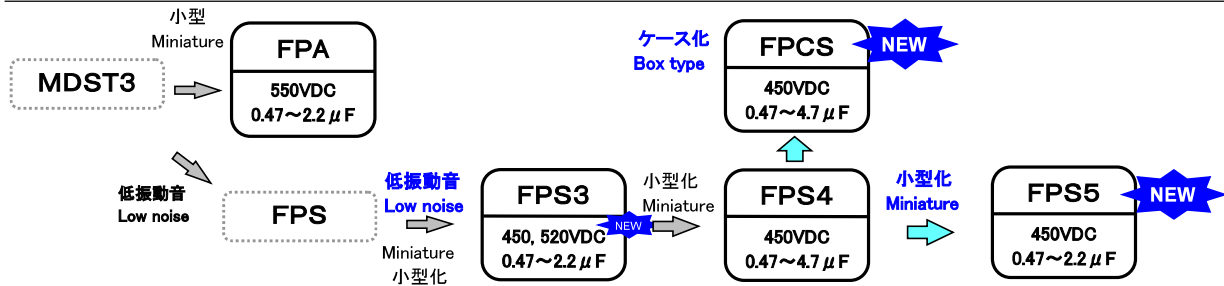 小型
Miniature
FPA
550VDC
0.47～2.2μF
MDST3
低振動音
Low noise
FPS
低振動音
Low noise
Miniature
小型化
FPS3
450, 520VDC
0.47～2.2μF
NEW
小型化
Miniature
ケース化
Box type
FPCS
NEW
450VDC
0.47～4.7μF
FPS4
450VDC
0.47～4.7μF
小型化
Miniature
FPS5
NEW
450VDC
0.47～2.2μF